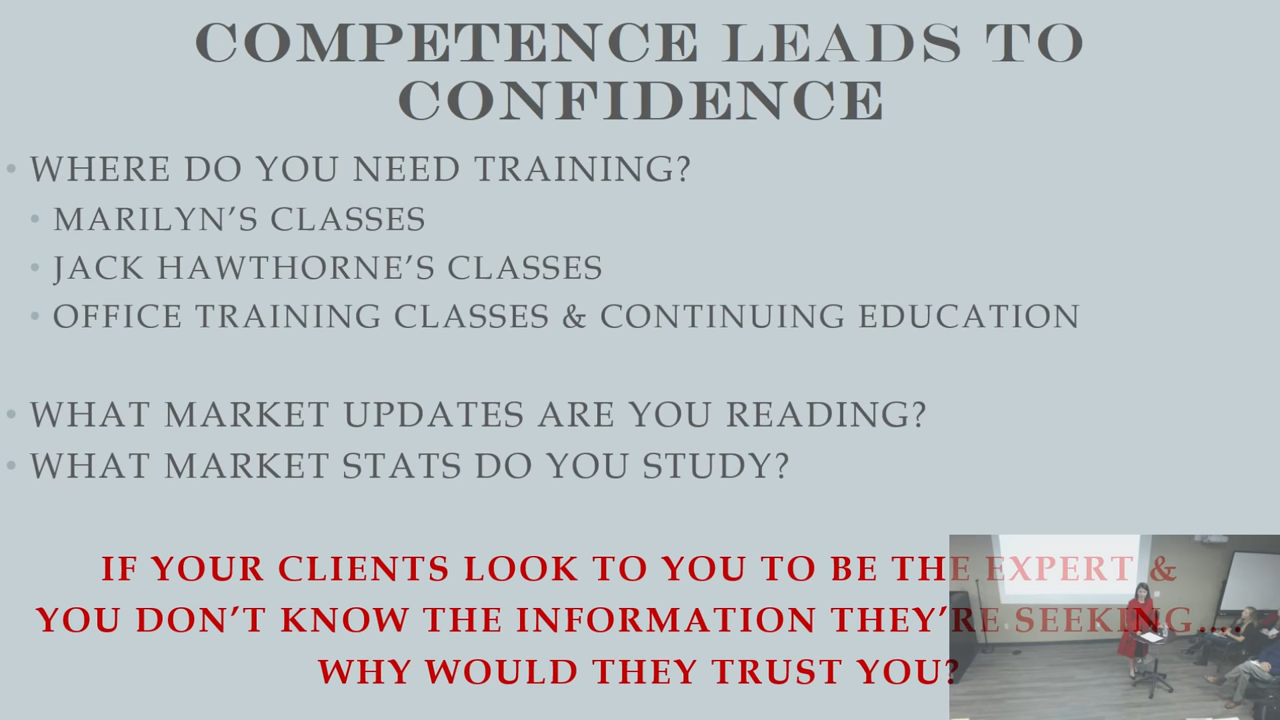 COMPETENCE LEADS TO
CONFIDENCE
• WHERE DO YOU NEED TRAINING?
• MARILYN’S CLASSES
• JACK HAWTHORNE’S CLASSES
• OFFICE TRAINING CLASSES & CONTINUING EDUCATION
• WHAT MARKET UPDATES ARE YOU READING?
• WHAT MARKET STATS DO YOU STUDY?
IF YOUR CLIENTS LOOK TO YOU TO BE THE EXPERT &
YOU DON’T KNOW THE INFORMATION THEY’RE SEEKING....
WHY WOULD THEY TRUST YOU?